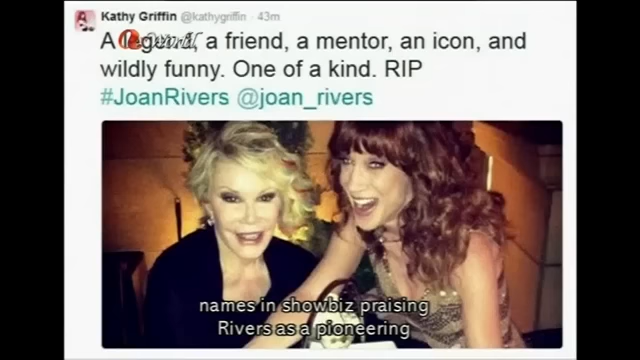 Kathy Griffin @kathygriffin · 43m
A legend, a friend, a mentor, an icon, and
wildly funny. One of a kind. RIP
#JoanRivers @joan_rivers
names in showbiz praising
Rivers as a pioneering